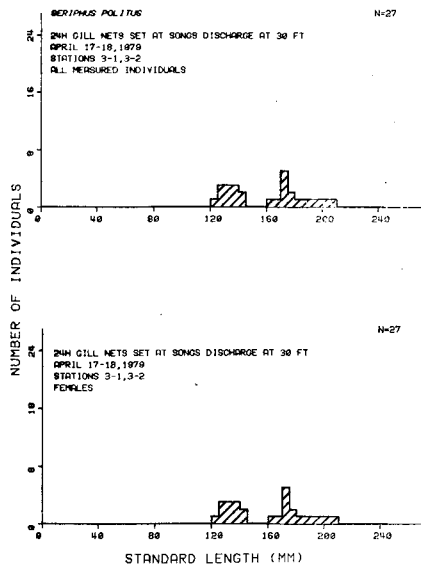 SERIPHUS POLITUS
N=27
24H GILL NETS SET AT SONGS DISCHARGE AT 30 FT
APRIL 17-18,1979
STATIONS 3-1,3-2
ALL MEASURED INDIVIDUALS
24
16
8
0
0 40 80 120 160 200 240
NUMBER OF INDIVIDUALS
N=27
24H GILL NETS SET AT SONGS DISCHARGE AT 30 FT
APRIL 17-18,1979
STATIONS 3-1,3-2
FEMALES
24
16
8
0
0 40 80 120 160 200 240
STANDARD LENGTH (MM)